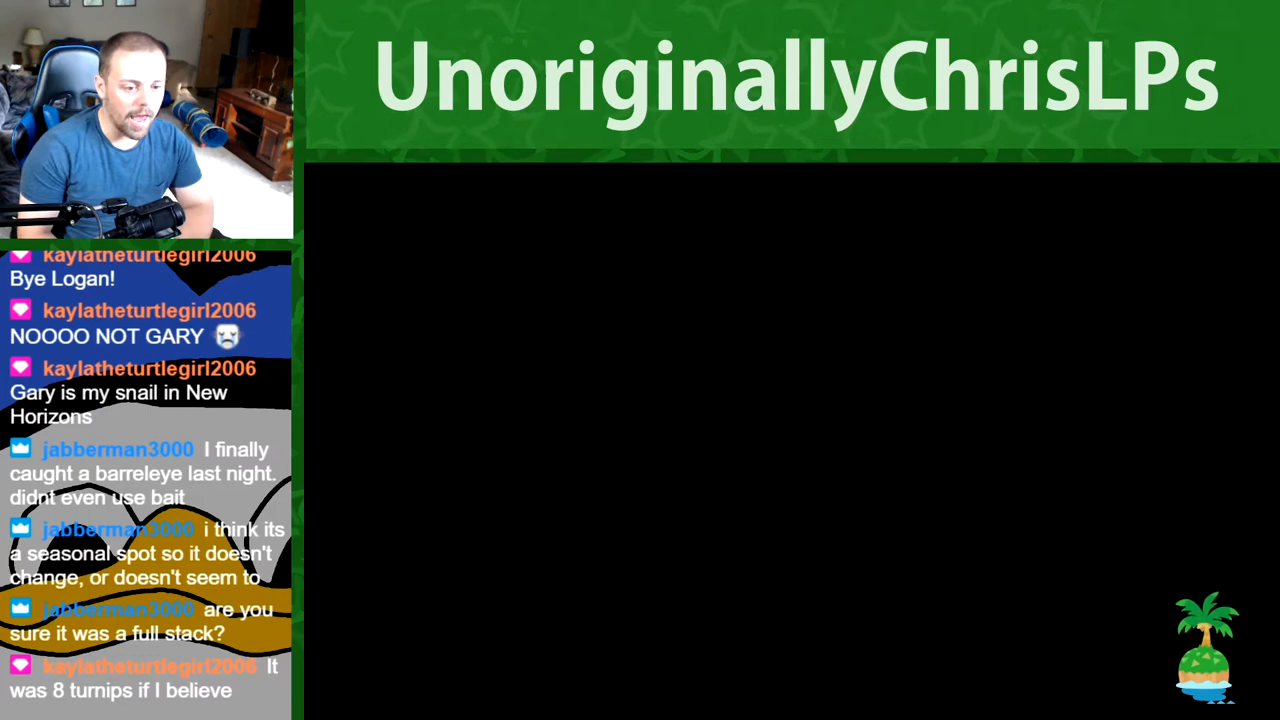 UnoriginallyChrisLPs
kaylatheturtlegirl2006
Bye Logan!
kaylatheturtlegirl2006
NOOOO NOT GARY
kaylatheturtlegirl2006
Gary is my snail in New
Horizons
jabberman3000 I finally
caught a barreleye last night.
didnt even use bait
jabberman3000 i think its
a seasonal spot so it doesn't
change, or doesn't seem to
jabberman3000 are you
sure it was a full stack?
kaylatheturtlegirl2006 It
was 8 turnips if I believe